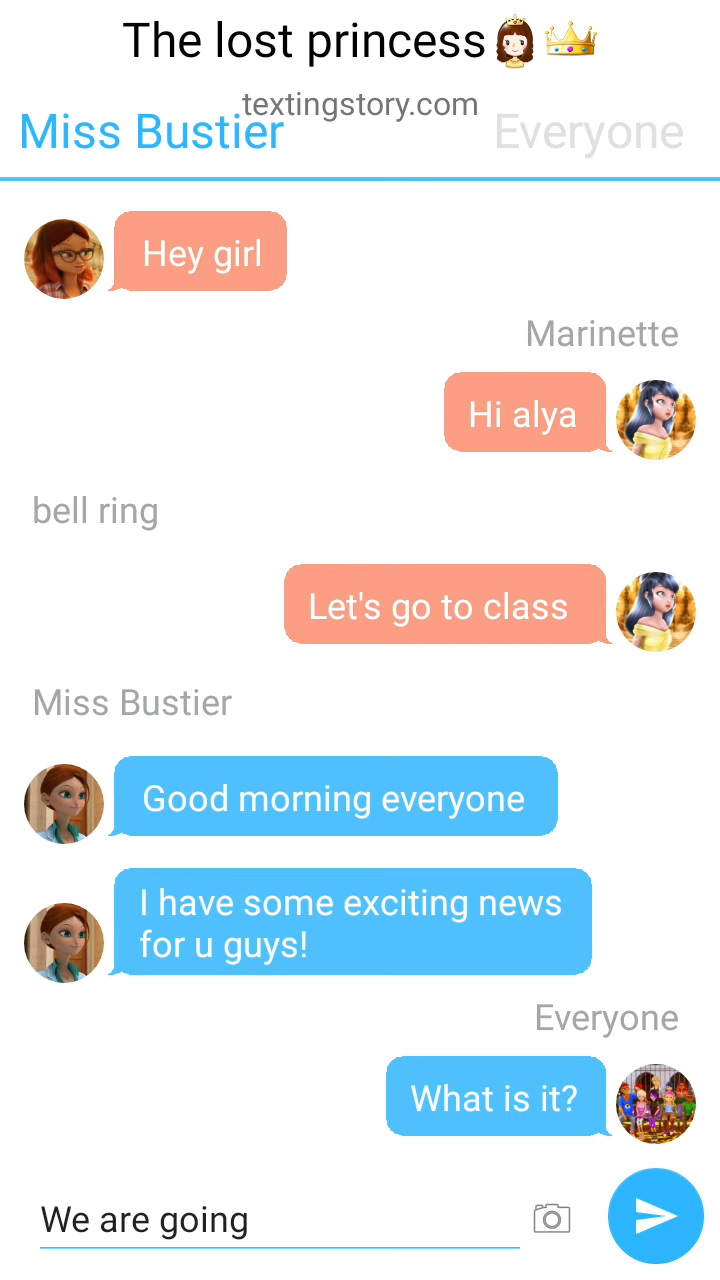 The lost princess
textingstory.com
Miss Bustier
Everyone
Hey girl
Marinette
Hi alya
bell ring
Let's go to class
Miss Bustier
Good morning everyone
I have some exciting news
for u guys!
Everyone
What is it?
We are going